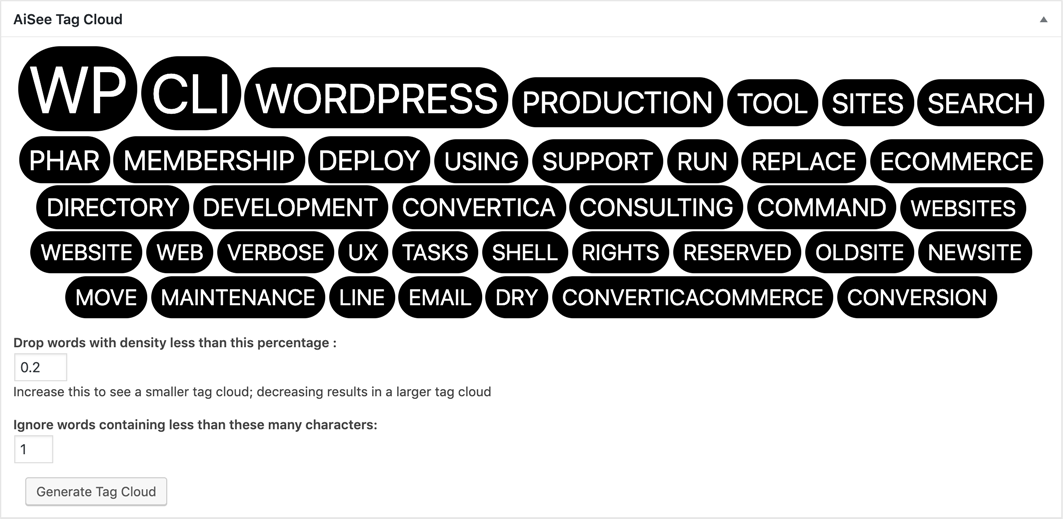 AiSee Tag Cloud
WP CLI WORDPRESS PRODUCTION TOOL SITES SEARCH
PHAR MEMBERSHIP DEPLOY USING SUPPORT RUN REPLACE ECOMMERCE
DIRECTORY DEVELOPMENT CONVERTICA CONSULTING COMMAND WEBSITES
WEBSITE WEB VERBOSE UX TASKS SHELL RIGHTS RESERVED OLDSITE NEWSITE
MOVE MAINTENANCE LINE EMAIL DRY CONVERTICACOMMERCE CONVERSION
Drop words with density less than this percentage :
0.2
Increase this to see a smaller tag cloud; decreasing results in a larger tag cloud
Ignore words containing less than these many characters:
1
Generate Tag Cloud